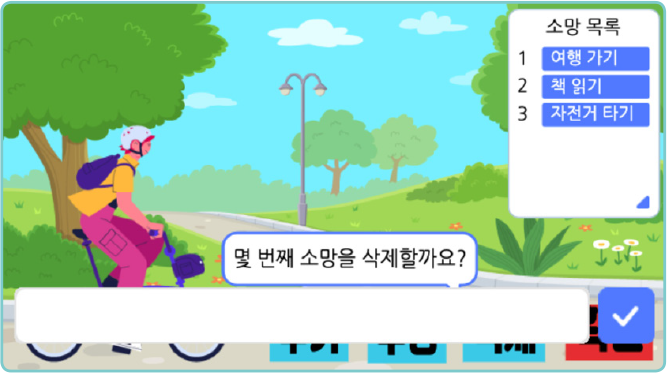 소망 목록
1 여행 가기
2 책 읽기
3 자전거 타기
몇 번째 소망을 삭제할까요?